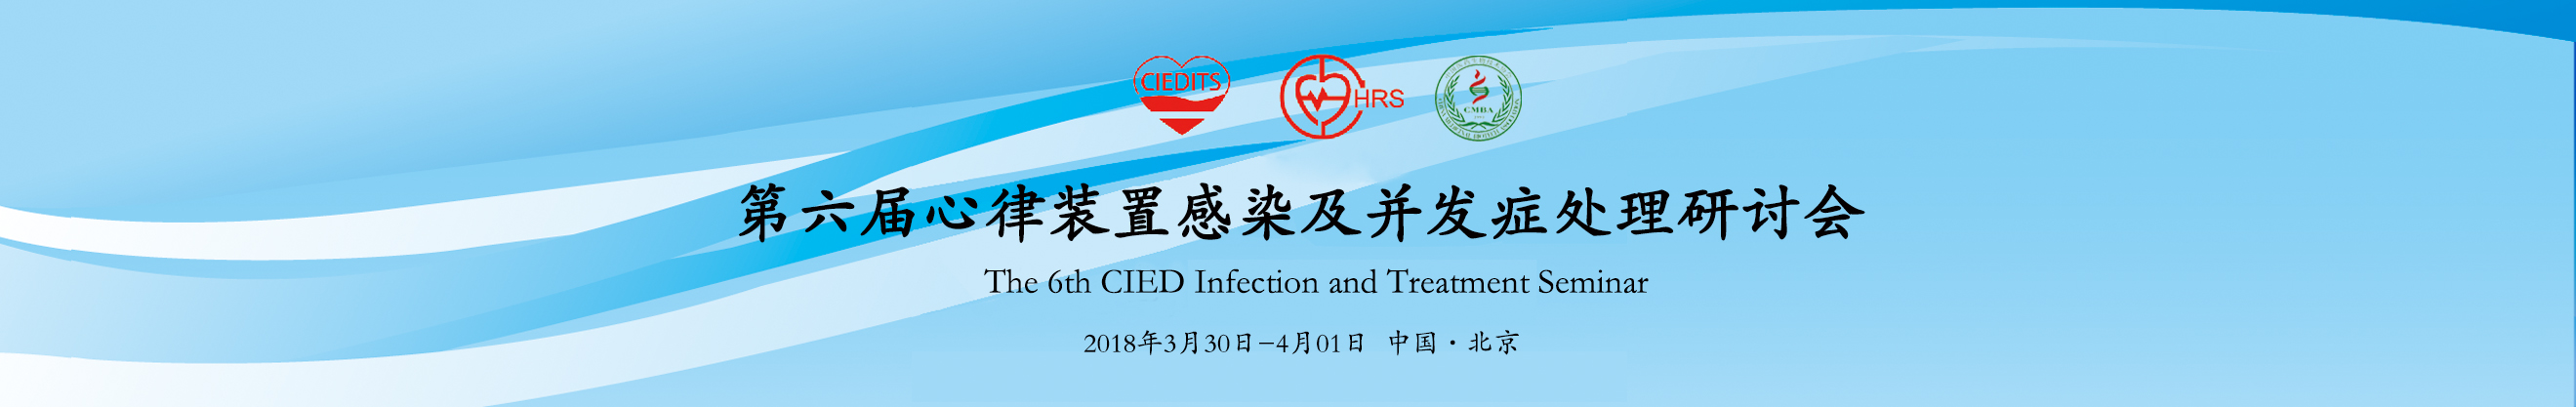 CIEDITS
CHRS
CMBA
第六届心律装置感染及并发症处理研讨会
The 6th CIED Infection and Treatment Seminar
2018年3月30日-4月01日 中国·北京